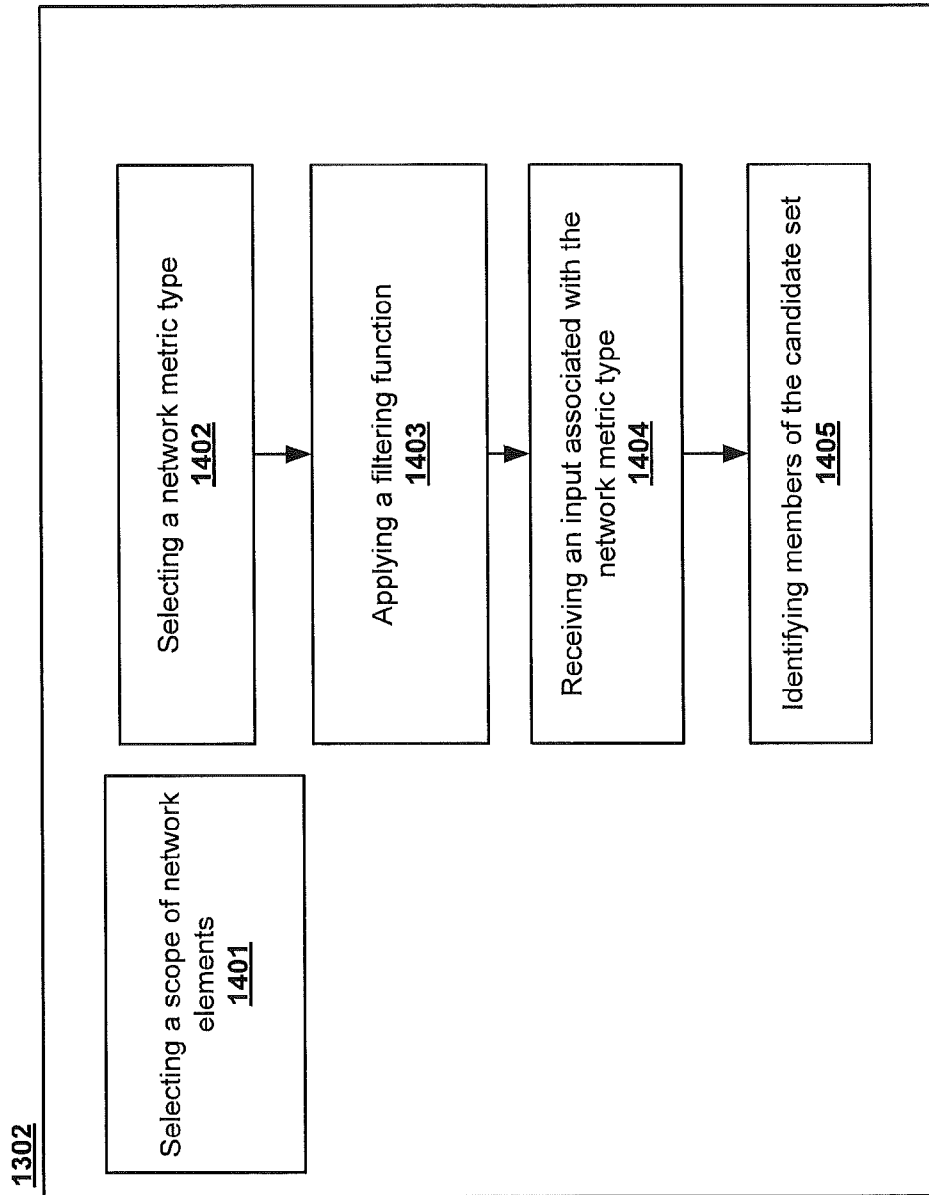 1302
Selecting a scope of network
elements
1401
Selecting a network metric type
1402
Applying a filtering function
1403
Receiving an input associated with the
network metric type
1404
Identifying members of the candidate set
1405